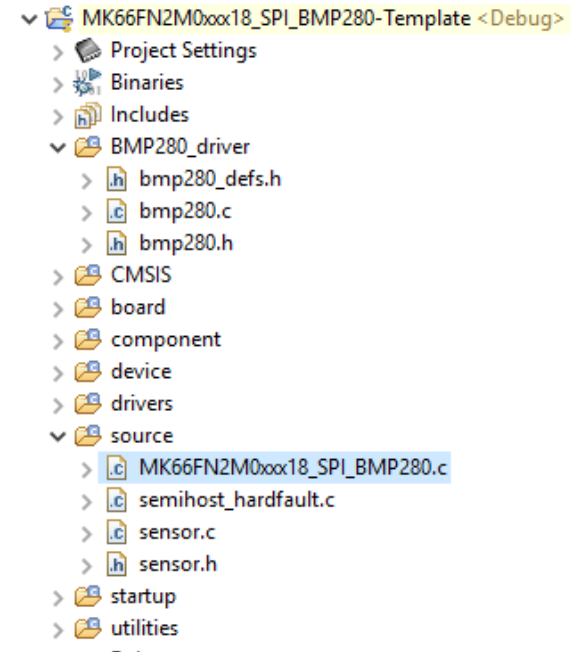 MK66FN2M0xxx18_SPI_BMP280-Template <Debug>
Project Settings
Binaries
Includes
BMP280_driver
bmp280_defs.h
bmp280.c
bmp280.h
CMSIS
board
component
device
drivers
source
MK66FN2M0xxx18_SPI_BMP280.c
semihost_hardfault.c
sensor.c
sensor.h
startup
utilities